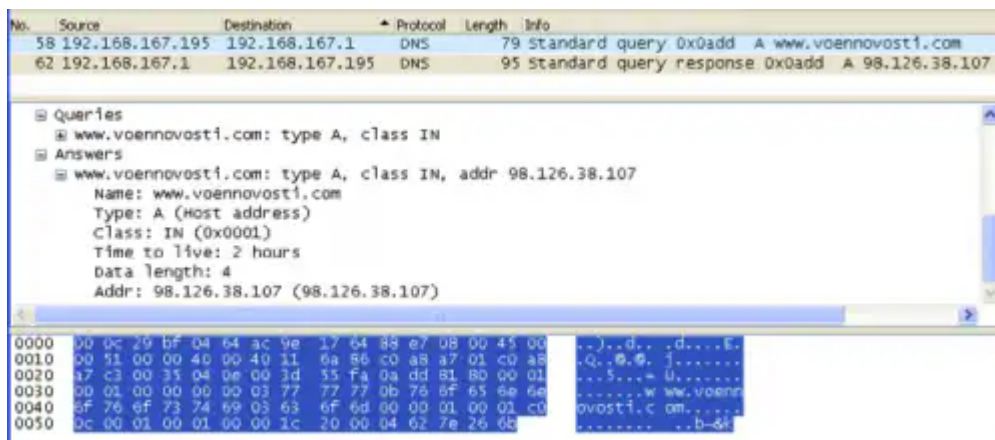 No. Source Destination Protocol Length Info
58 192.168.167.195 192.168.167.1 DNS 79 Standard query 0x0add A www.voennovosti.com
62 192.168.167.1 192.168.167.195 DNS 95 Standard query response 0x0add A 98.126.38.107
Queries
www.voennovosti.com: type A, class IN
Answers
www.voennovosti.com: type A, class IN, addr 98.126.38.107
Name: www.voennovosti.com
Type: A (Host address)
Class: IN (0x0001)
Time to live: 2 hours
Data length: 4
Addr: 98.126.38.107 (98.126.38.107)
0000 00 0c 29 bf 04 64 ac 9e 17 64 88 e7 08 00 45 00 ..)..d.. .d....E.
0010 00 51 00 00 40 00 40 11 6a 86 c0 a8 a7 01 c0 a8 .Q..@.@. j.......
0020 a7 c3 00 35 04 0e 00 3d 55 fa 0a dd 81 80 00 01 ...5...= U.......
0030 00 01 00 00 00 00 03 77 77 77 0b 76 6f 65 6e 6e .......w ww.voenn
0040 6f 76 6f 73 74 69 03 63 6f 6d 00 00 01 00 01 c0 ovosti.c om......
0050 0c 00 01 00 01 00 00 1c 20 00 04 62 7e 26 6b ........ ..b~&k